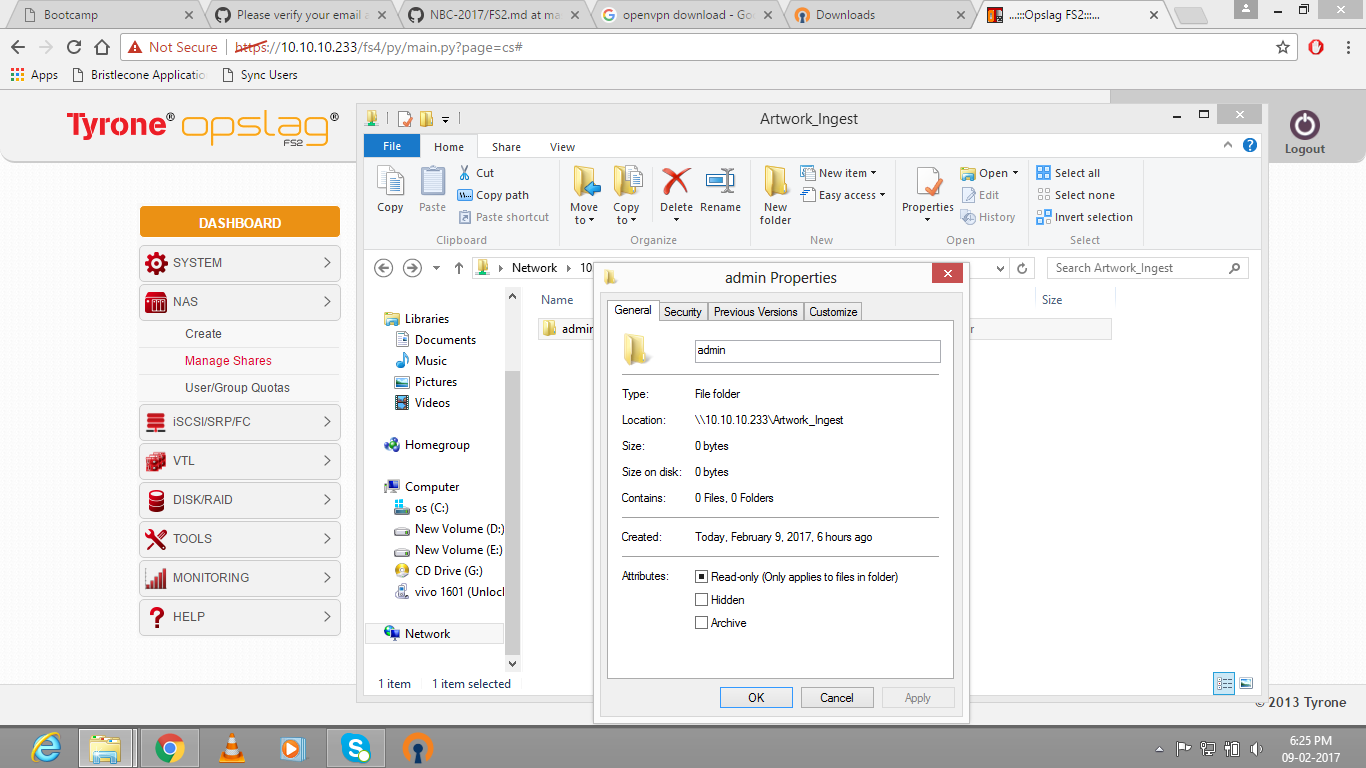 Bootcamp
Please verify your email a
NBC-2017/FS2.md at ma
openvpn download - Goo
Downloads
...:::Opslag FS2:::...
Not Secure
https://10.10.10.233/fs4/py/main.py?page=cs#
Apps
Bristlecone Applicatio
Sync Users
Tyrone® opslag®
FS2
Logout
DASHBOARD
SYSTEM
NAS
Create
Manage Shares
User/Group Quotas
iSCSI/SRP/FC
VTL
DISK/RAID
TOOLS
MONITORING
HELP
© 2013 Tyrone
Artwork_Ingest
File
Home
Share
View
Copy
Paste
Cut
Copy path
Paste shortcut
Clipboard
Move to
Copy to
Delete
Rename
Organize
New folder
New item
Easy access
New
Properties
Open
Edit
History
Open
Select all
Select none
Invert selection
Select
Network
10
Search Artwork_Ingest
Libraries
Documents
Music
Pictures
Videos
Homegroup
Computer
os (C:)
New Volume (D:)
New Volume (E:)
CD Drive (G:)
vivo 1601 (Unlock
Network
Name
Size
admin
1 item
1 item selected
admin Properties
General
Security
Previous Versions
Customize
admin
Type: File folder
Location: \\10.10.10.233\Artwork_Ingest
Size: 0 bytes
Size on disk: 0 bytes
Contains: 0 Files, 0 Folders
Created: Today, February 9, 2017, 6 hours ago
Attributes: Read-only (Only applies to files in folder)
Hidden
Archive
OK
Cancel
Apply
6:25 PM
09-02-2017